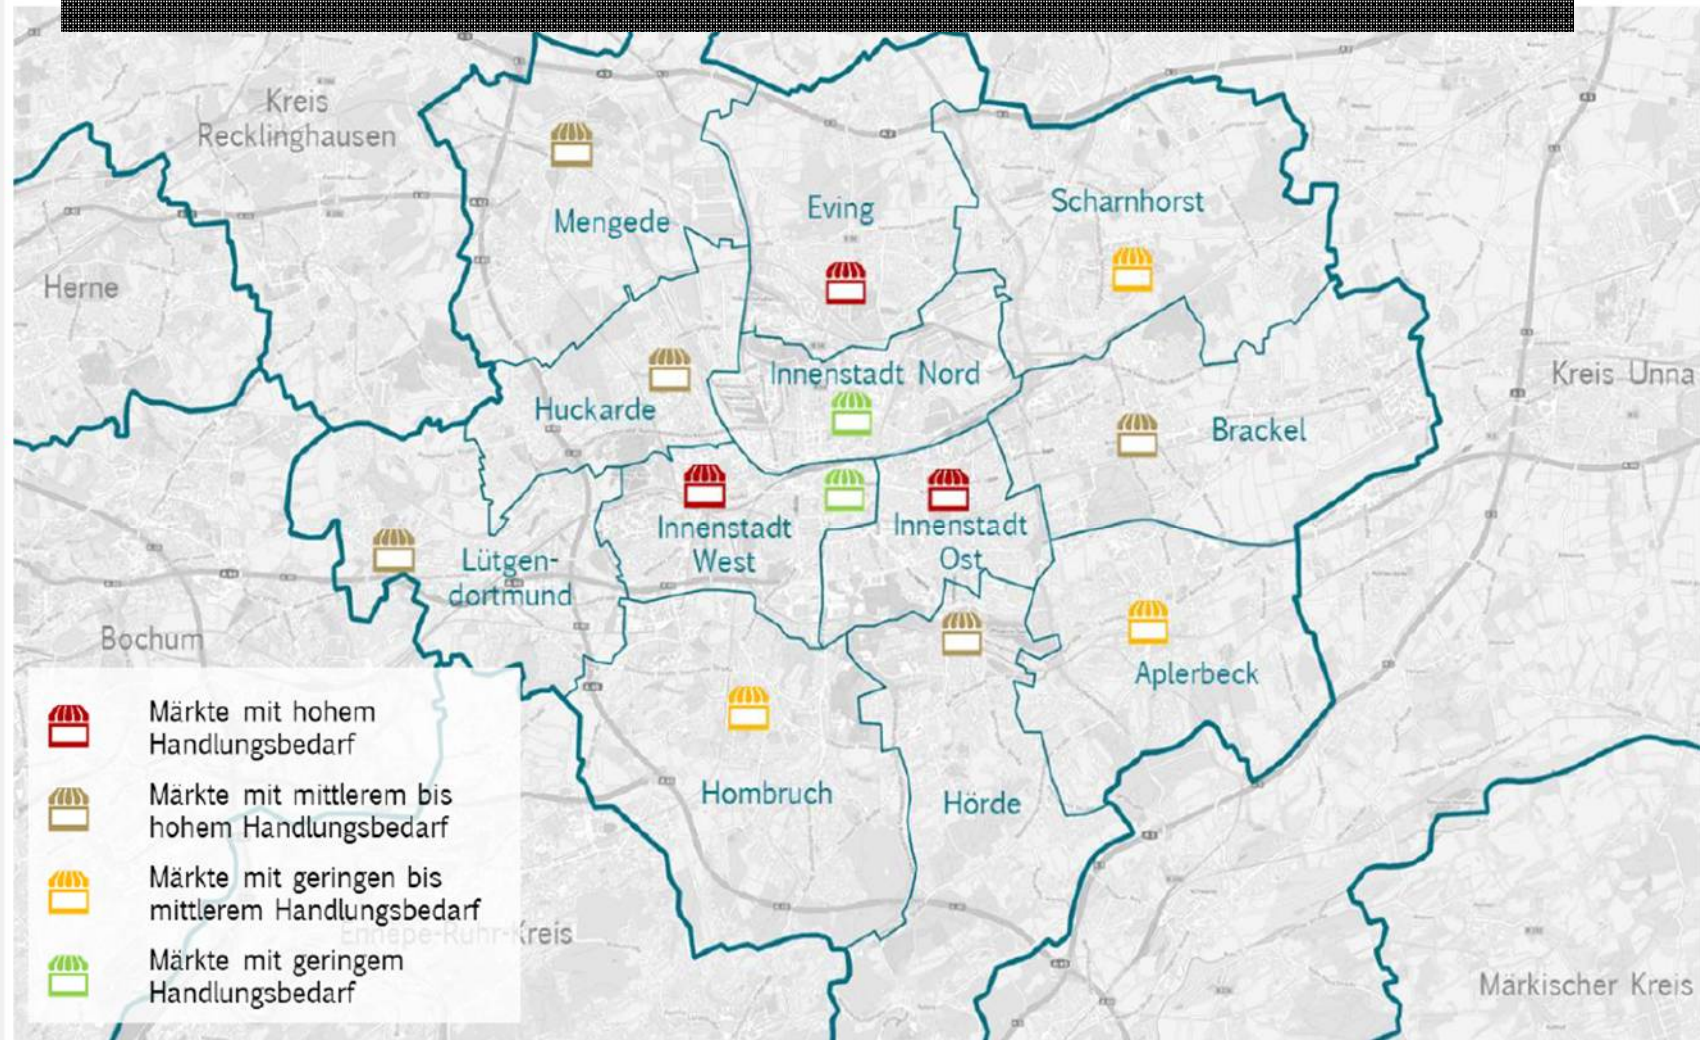 Kreis
Recklinghausen
Herne
Mengede
Eving
Scharnhorst
Kreis Unna
Innenstadt Nord
Huckarde
Brackel
Innenstadt
West
Innenstadt
Ost
Lütgen-
dortmund
Bochum
Aplerbeck
Hombruch
Hörde
Märkte mit hohem
Handlungsbedarf
Märkte mit mittlerem bis
hohem Handlungsbedarf
Märkte mit geringen bis
mittlerem Handlungsbedarf
Ennepe-Ruhr-Kreis
Märkte mit geringem
Handlungsbedarf
Märkischer Kreis